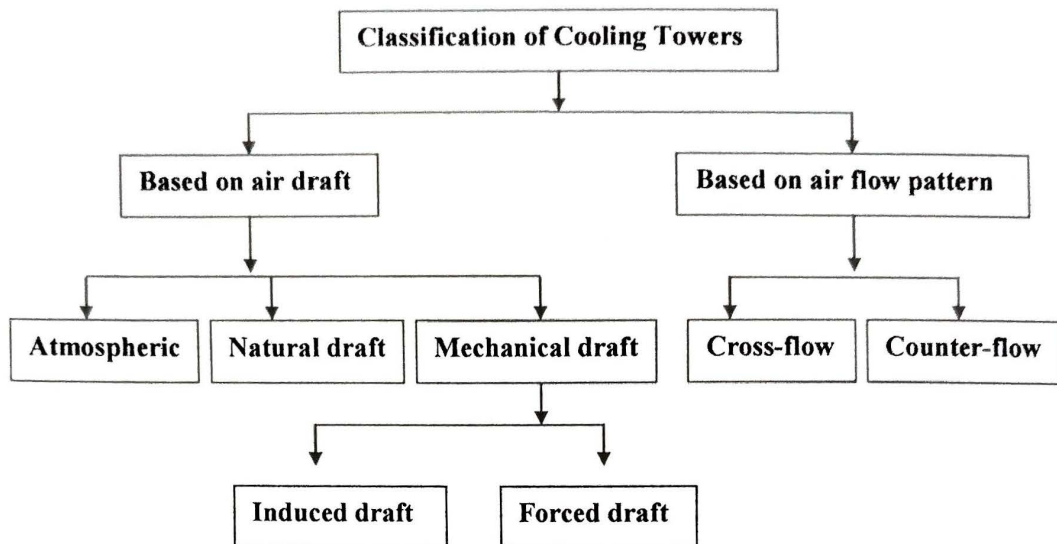 Classification of Cooling Towers
Based on air draft
Based on air flow pattern
Atmospheric
Natural draft
Mechanical draft
Cross-flow
Counter-flow
Induced draft
Forced draft